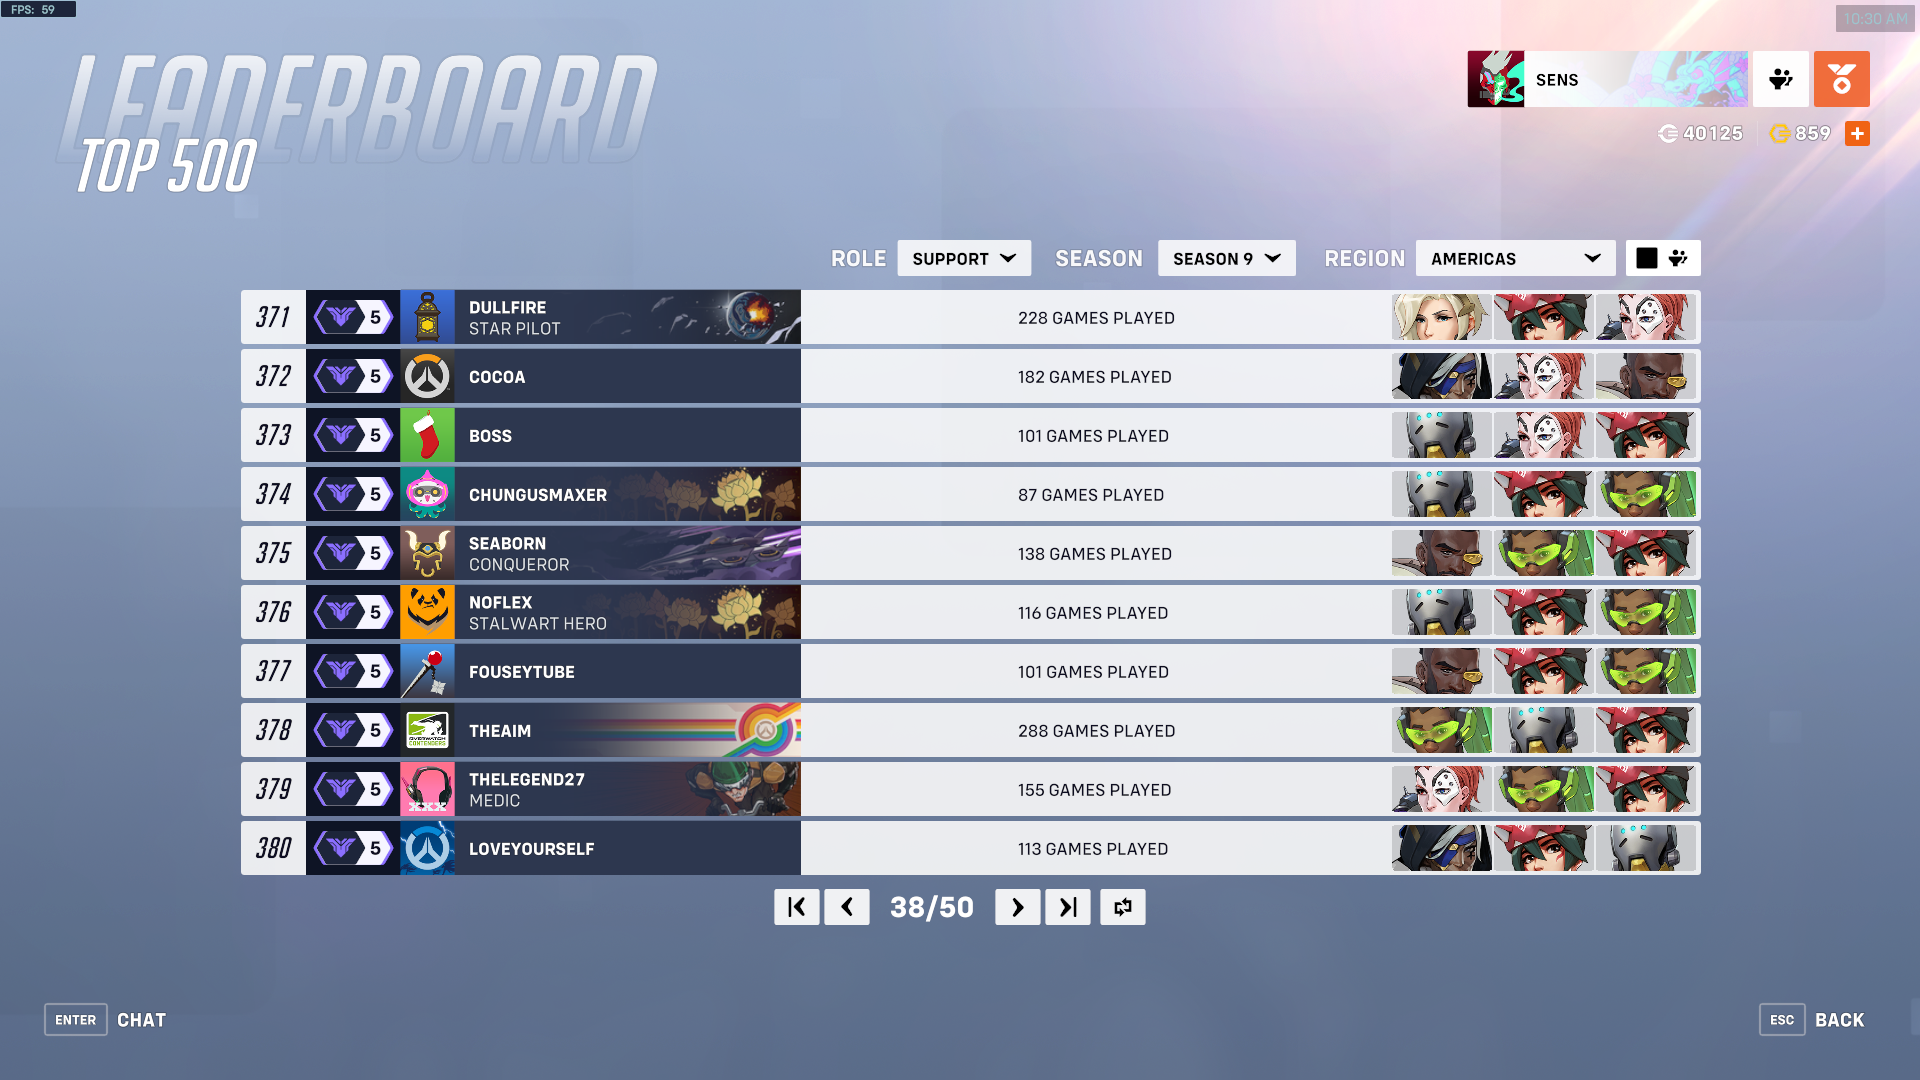 FPS: 59
10:30 AM
LEADERBOARD
TOP 500
SENS
40125
859
ROLE SUPPORT SEASON SEASON 9 REGION AMERICAS
371 5 DULLFIRE STAR PILOT 228 GAMES PLAYED
372 5 COCOA 182 GAMES PLAYED
373 5 BOSS 101 GAMES PLAYED
374 5 CHUNGUSMAXER 87 GAMES PLAYED
375 5 SEABORN CONQUEROR 138 GAMES PLAYED
376 5 NOFLEX STALWART HERO 116 GAMES PLAYED
377 5 FOUSEYTUBE 101 GAMES PLAYED
378 5 OVERWATCH CONTENDERS THEAIM 288 GAMES PLAYED
379 5 XXX THELEGEND27 MEDIC 155 GAMES PLAYED
380 5 LOVEYOURSELF 113 GAMES PLAYED
38/50
ENTER CHAT
ESC BACK